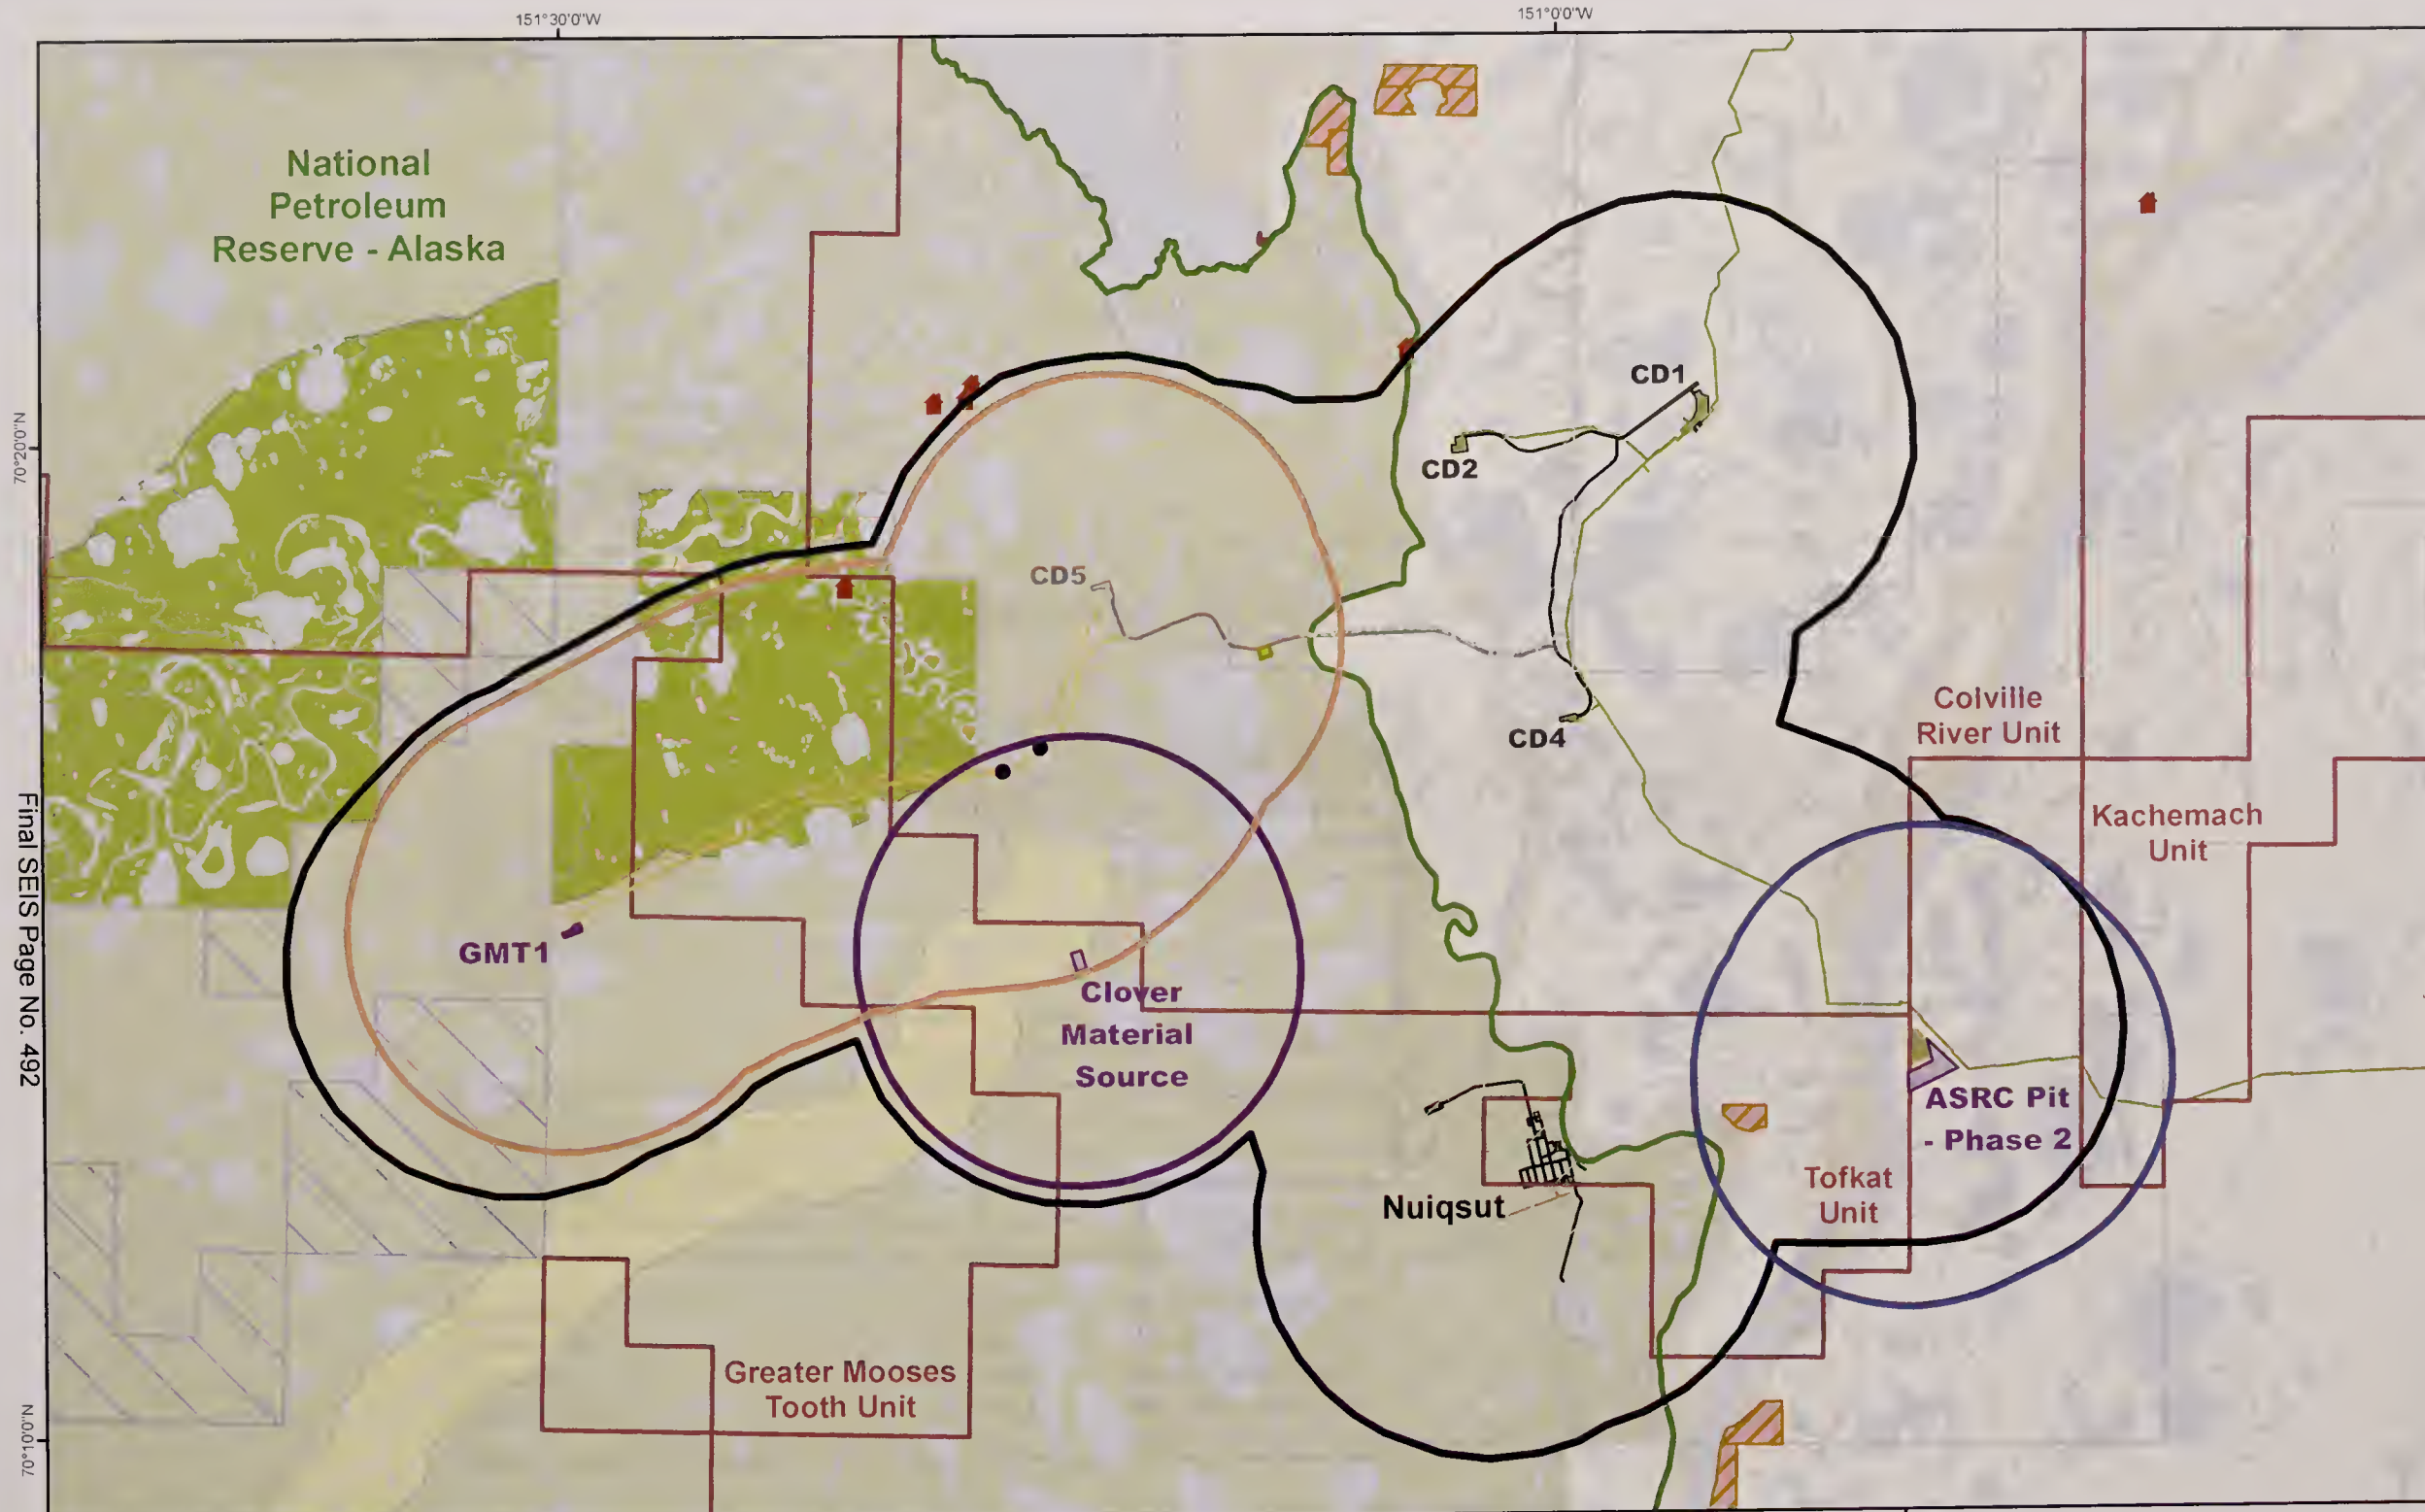 151°30'0"W
151°0'0"W
National
Petroleum
Reserve - Alaska
CD1
70°20'0"N
CD2
CD5
Colville
River Unit
CD4
Kachemach
Unit
Final SEIS Page No. 492
GMT1
Clover
Material
Source
ASRC Pit
- Phase 2
Tofkat
Unit
Nuiqsut
Greater Mooses
Tooth Unit
70°10'0"N